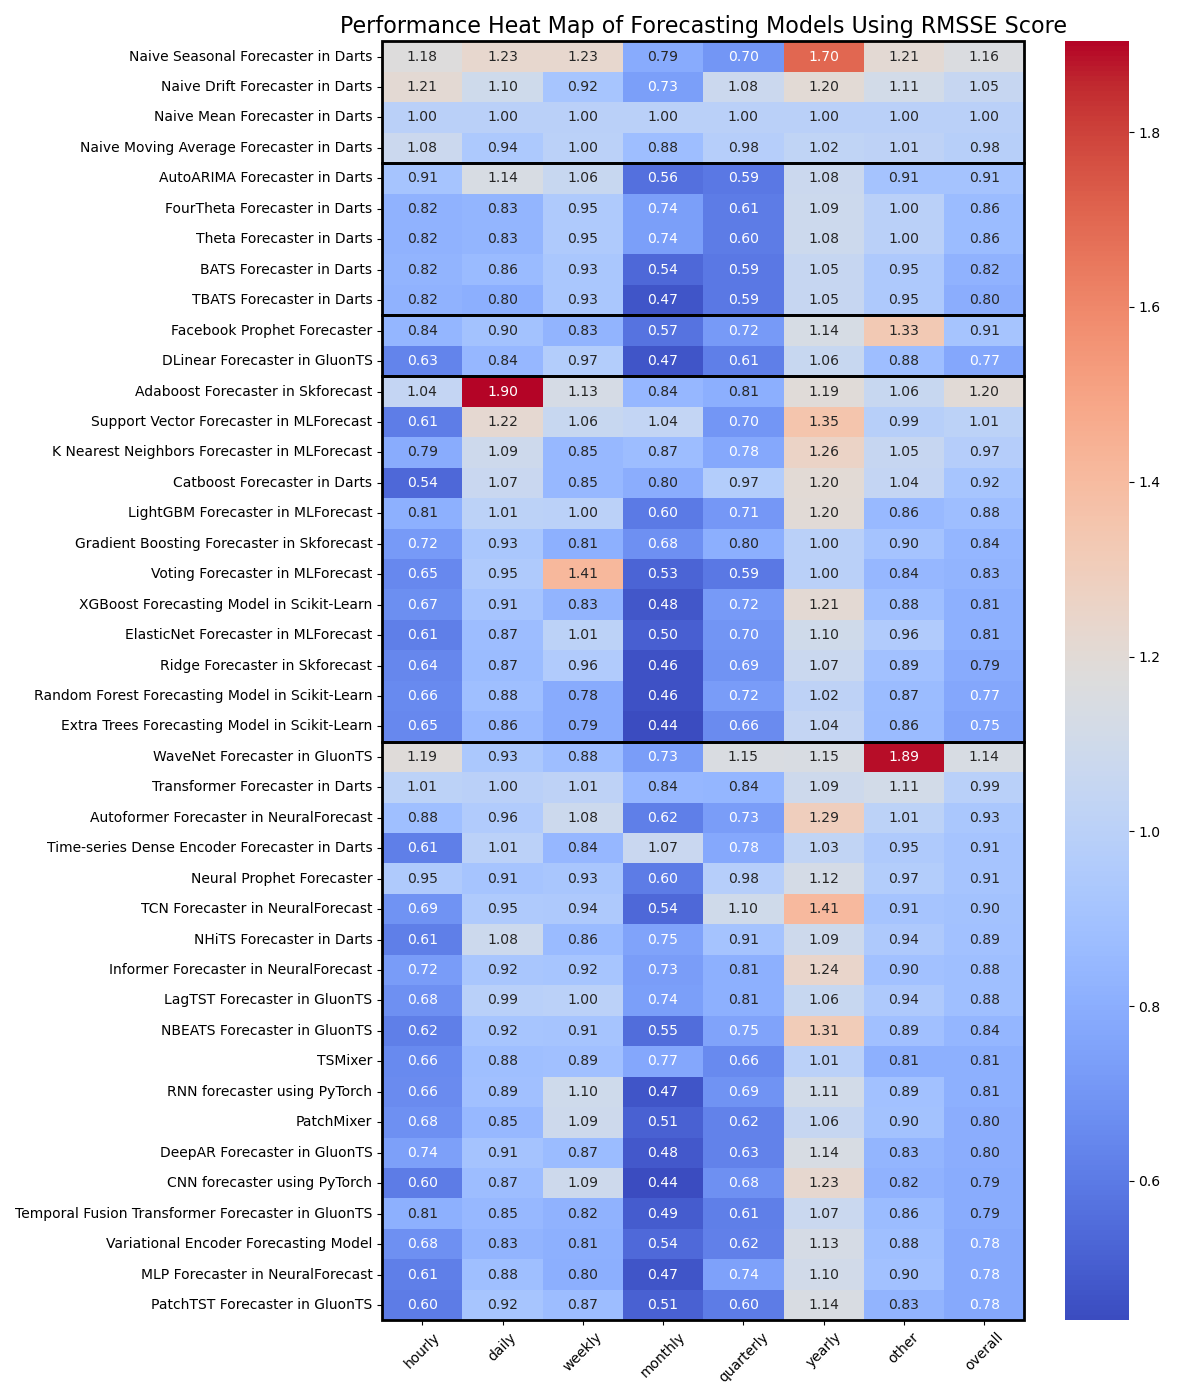 Performance Heat Map of Forecasting Models Using RMSSE Score
Naive Seasonal Forecaster in Darts 1.18 1.23 1.23 0.79 0.70 1.70 1.21 1.16
Naive Drift Forecaster in Darts 1.21 1.10 0.92 0.73 1.08 1.20 1.11 1.05
Naive Mean Forecaster in Darts 1.00 1.00 1.00 1.00 1.00 1.00 1.00 1.00
Naive Moving Average Forecaster in Darts 1.08 0.94 1.00 0.88 0.98 1.02 1.01 0.98
AutoARIMA Forecaster in Darts 0.91 1.14 1.06 0.56 0.59 1.08 0.91 0.91
FourTheta Forecaster in Darts 0.82 0.83 0.95 0.74 0.61 1.09 1.00 0.86
Theta Forecaster in Darts 0.82 0.83 0.95 0.74 0.60 1.08 1.00 0.86
BATS Forecaster in Darts 0.82 0.86 0.93 0.54 0.59 1.05 0.95 0.82
TBATS Forecaster in Darts 0.82 0.80 0.93 0.47 0.59 1.05 0.95 0.80
Facebook Prophet Forecaster 0.84 0.90 0.83 0.57 0.72 1.14 1.33 0.91
DLinear Forecaster in GluonTS 0.63 0.84 0.97 0.47 0.61 1.06 0.88 0.77
Adaboost Forecaster in Skforecast 1.04 1.90 1.13 0.84 0.81 1.19 1.06 1.20
Support Vector Forecaster in MLForecast 0.61 1.22 1.06 1.04 0.70 1.35 0.99 1.01
K Nearest Neighbors Forecaster in MLForecast 0.79 1.09 0.85 0.87 0.78 1.26 1.05 0.97
Catboost Forecaster in Darts 0.54 1.07 0.85 0.80 0.97 1.20 1.04 0.92
LightGBM Forecaster in MLForecast 0.81 1.01 1.00 0.60 0.71 1.20 0.86 0.88
Gradient Boosting Forecaster in Skforecast 0.72 0.93 0.81 0.68 0.80 1.00 0.90 0.84
Voting Forecaster in MLForecast 0.65 0.95 1.41 0.53 0.59 1.00 0.84 0.83
XGBoost Forecasting Model in Scikit-Learn 0.67 0.91 0.83 0.48 0.72 1.21 0.88 0.81
ElasticNet Forecaster in MLForecast 0.61 0.87 1.01 0.50 0.70 1.10 0.96 0.81
Ridge Forecaster in Skforecast 0.64 0.87 0.96 0.46 0.69 1.07 0.89 0.79
Random Forest Forecasting Model in Scikit-Learn 0.66 0.88 0.78 0.46 0.72 1.02 0.87 0.77
Extra Trees Forecasting Model in Scikit-Learn 0.65 0.86 0.79 0.44 0.66 1.04 0.86 0.75
WaveNet Forecaster in GluonTS 1.19 0.93 0.88 0.73 1.15 1.15 1.89 1.14
Transformer Forecaster in Darts 1.01 1.00 1.01 0.84 0.84 1.09 1.11 0.99
Autoformer Forecaster in NeuralForecast 0.88 0.96 1.08 0.62 0.73 1.29 1.01 0.93
Time-series Dense Encoder Forecaster in Darts 0.61 1.01 0.84 1.07 0.78 1.03 0.95 0.91
Neural Prophet Forecaster 0.95 0.91 0.93 0.60 0.98 1.12 0.97 0.91
TCN Forecaster in NeuralForecast 0.69 0.95 0.94 0.54 1.10 1.41 0.91 0.90
NHiTS Forecaster in Darts 0.61 1.08 0.86 0.75 0.91 1.09 0.94 0.89
Informer Forecaster in NeuralForecast 0.72 0.92 0.92 0.73 0.81 1.24 0.90 0.88
LagTST Forecaster in GluonTS 0.68 0.99 1.00 0.74 0.81 1.06 0.94 0.88
NBEATS Forecaster in GluonTS 0.62 0.92 0.91 0.55 0.75 1.31 0.89 0.84
TSMixer 0.66 0.88 0.89 0.77 0.66 1.01 0.81 0.81
RNN forecaster using PyTorch 0.66 0.89 1.10 0.47 0.69 1.11 0.89 0.81
PatchMixer 0.68 0.85 1.09 0.51 0.62 1.06 0.90 0.80
DeepAR Forecaster in GluonTS 0.74 0.91 0.87 0.48 0.63 1.14 0.83 0.80
CNN forecaster using PyTorch 0.60 0.87 1.09 0.44 0.68 1.23 0.82 0.79
Temporal Fusion Transformer Forecaster in GluonTS 0.81 0.85 0.82 0.49 0.61 1.07 0.86 0.79
Variational Encoder Forecasting Model 0.68 0.83 0.81 0.54 0.62 1.13 0.88 0.78
MLP Forecaster in NeuralForecast 0.61 0.88 0.80 0.47 0.74 1.10 0.90 0.78
PatchTST Forecaster in GluonTS 0.60 0.92 0.87 0.51 0.60 1.14 0.83 0.78
hourly daily weekly monthly quarterly yearly other overall
1.8
1.6
1.4
1.2
1.0
0.8
0.6